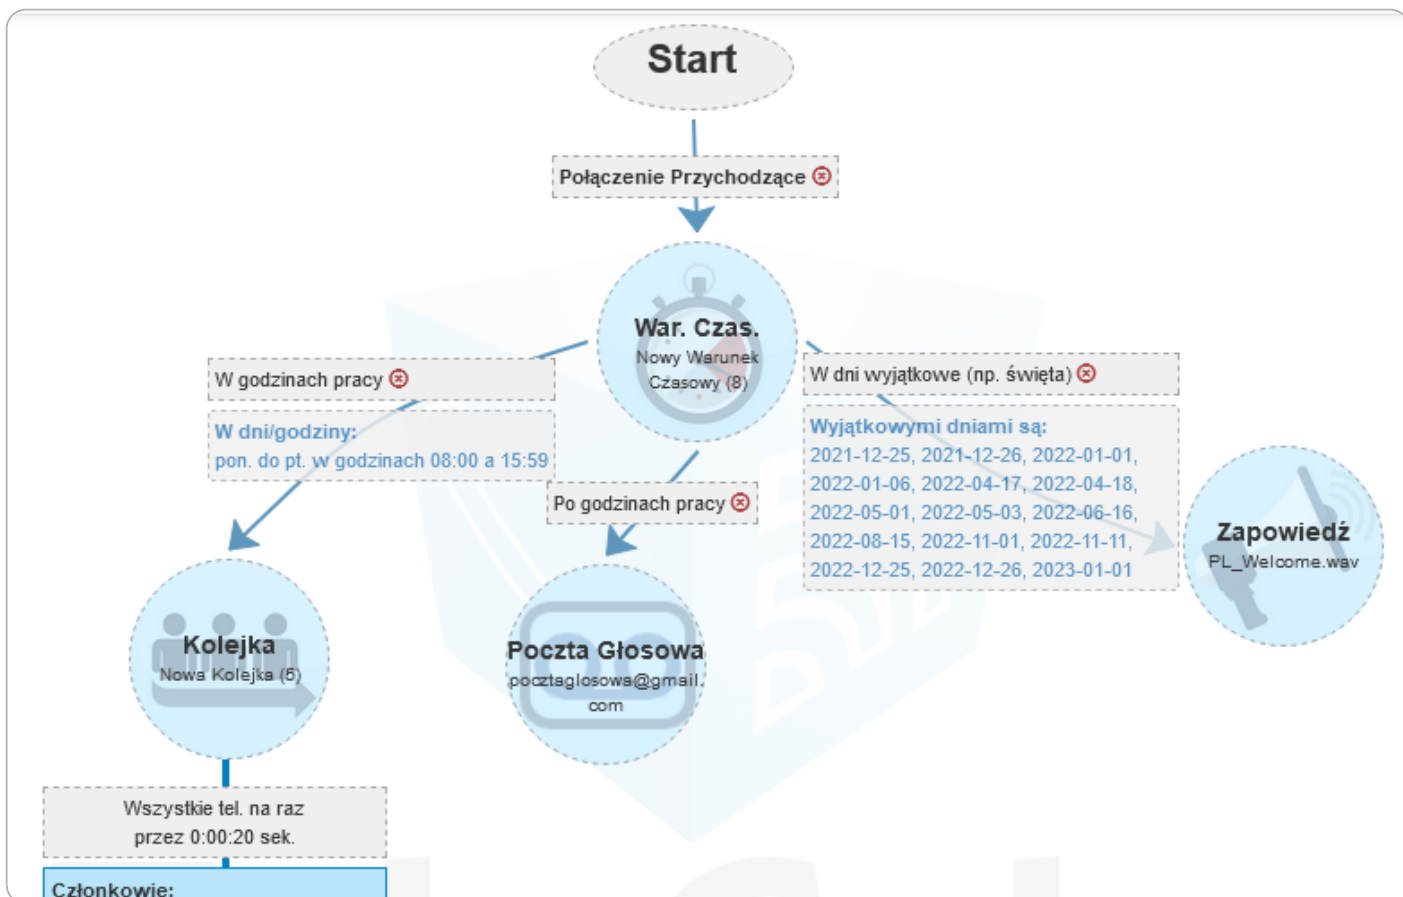 Start
Połączenie Przychodzące
War. Czas.
Nowy Warunek
Czasowy (8)
W godzinach pracy
W dni/godziny:
pon. do pt. w godzinach 08:00 a 15:59
Po godzinach pracy
W dni wyjątkowe (np. święta)
Wyjątkowymi dniami są:
2021-12-25, 2021-12-26, 2022-01-01,
2022-01-06, 2022-04-17, 2022-04-18,
2022-05-01, 2022-05-03, 2022-06-16,
2022-08-15, 2022-11-01, 2022-11-11,
2022-12-25, 2022-12-26, 2023-01-01
Zapowiedź
PL_Welcome.wav
Kolejka
Nowa Kolejka (5)
Poczta Głosowa
pocztaglosowa@gmail.
com
Wszystkie tel. na raz
przez 0:00:20 sek.
Członkowie: